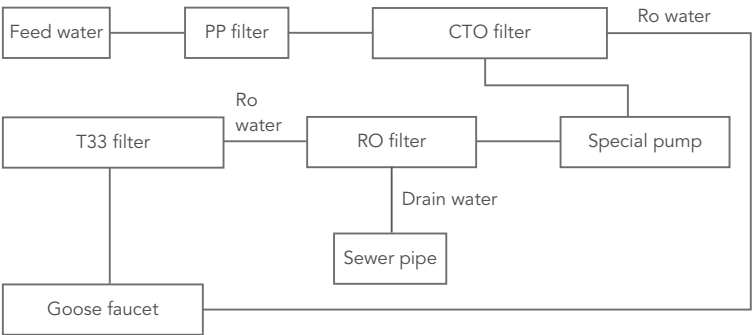 Feed water
PP filter
CTO filter
Ro water
T33 filter
Ro
water
RO filter
Special pump
Drain water
Sewer pipe
Goose faucet